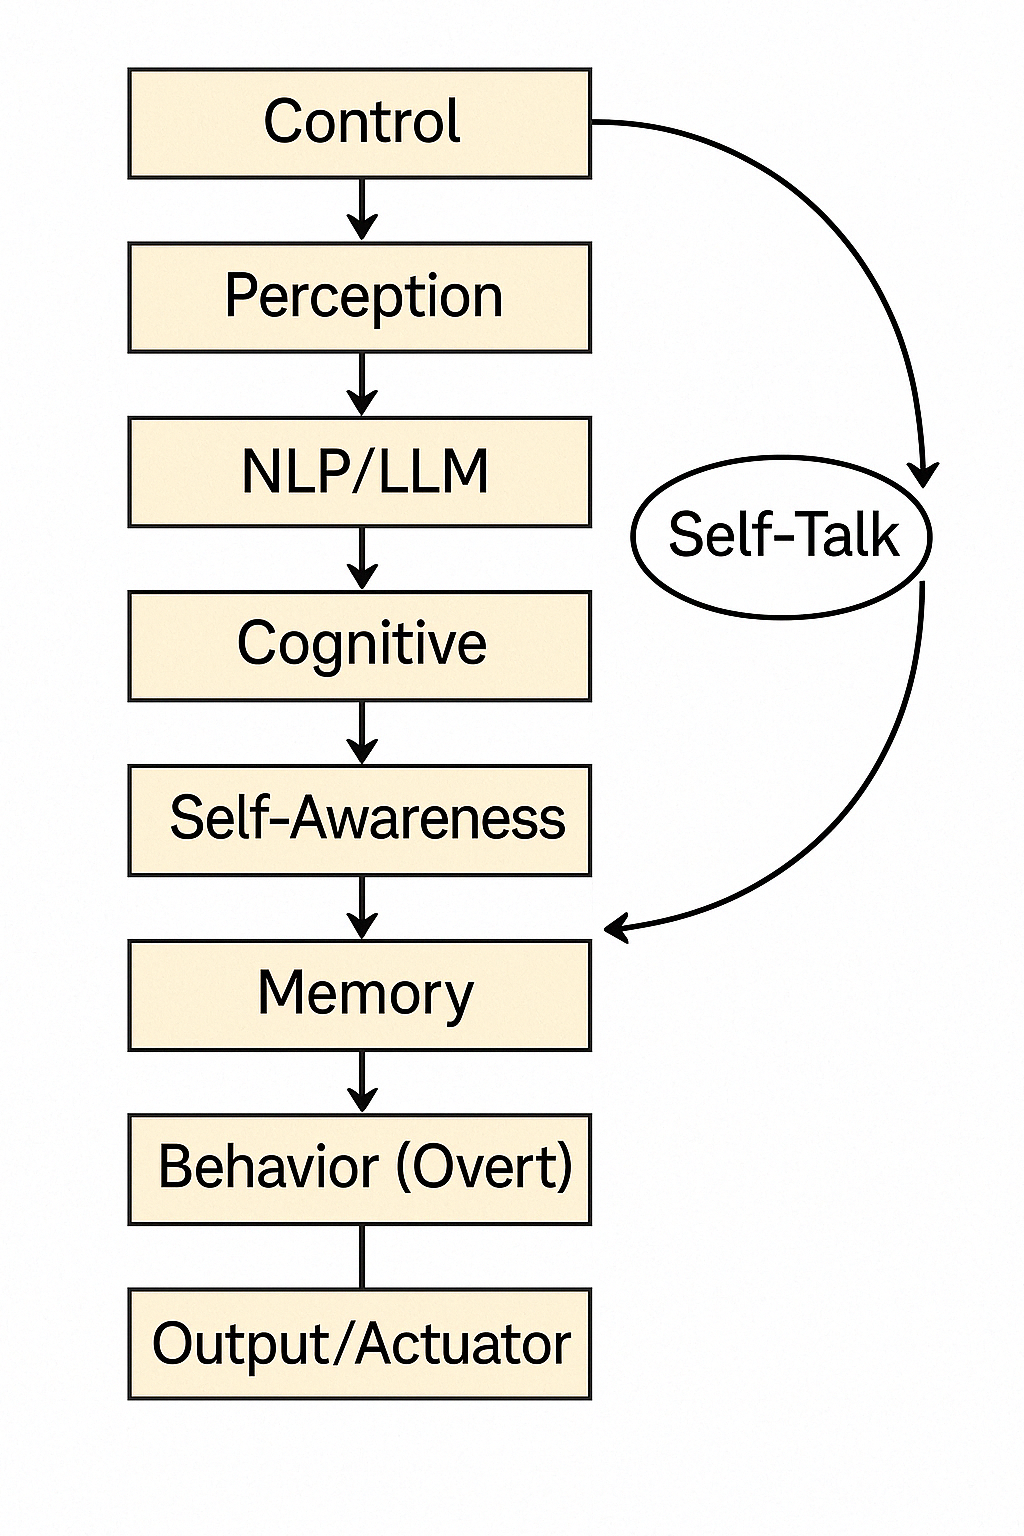 Control
Perception
NLP/LLM
Self-Talk
Cognitive
Self-Awareness
Memory
Behavior (Overt)
Output/Actuator